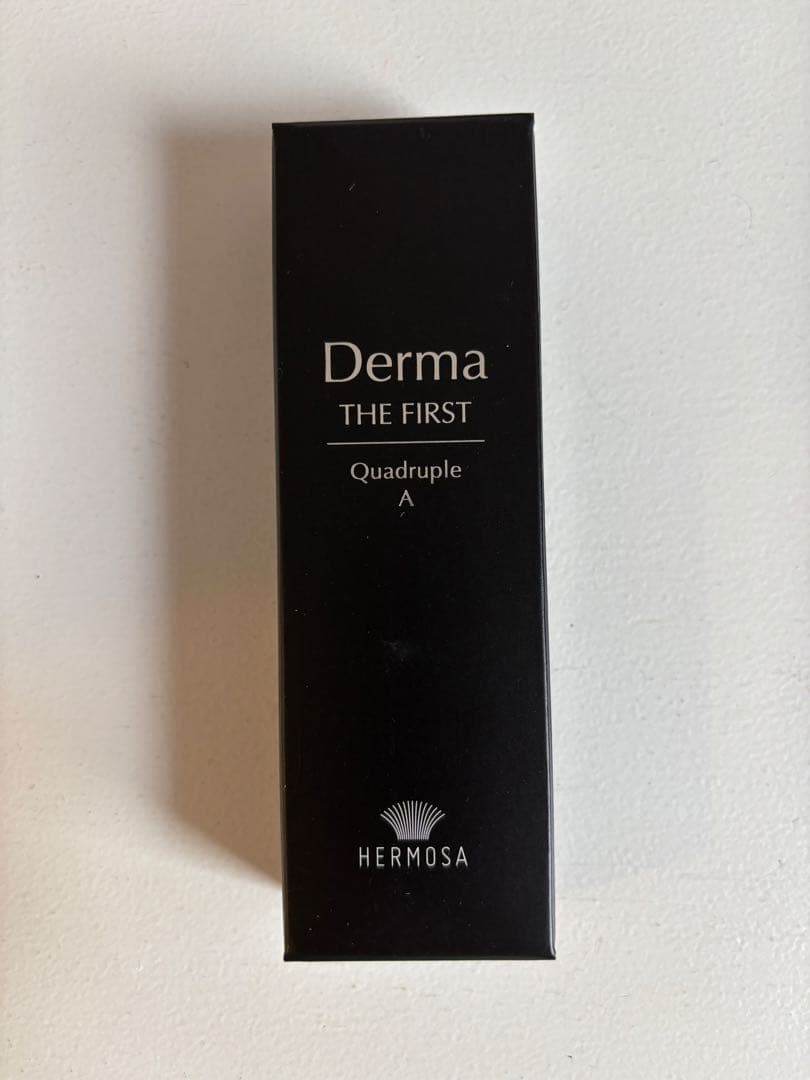 Derma
THE FIRST
Quadruple
A
HERMOSA